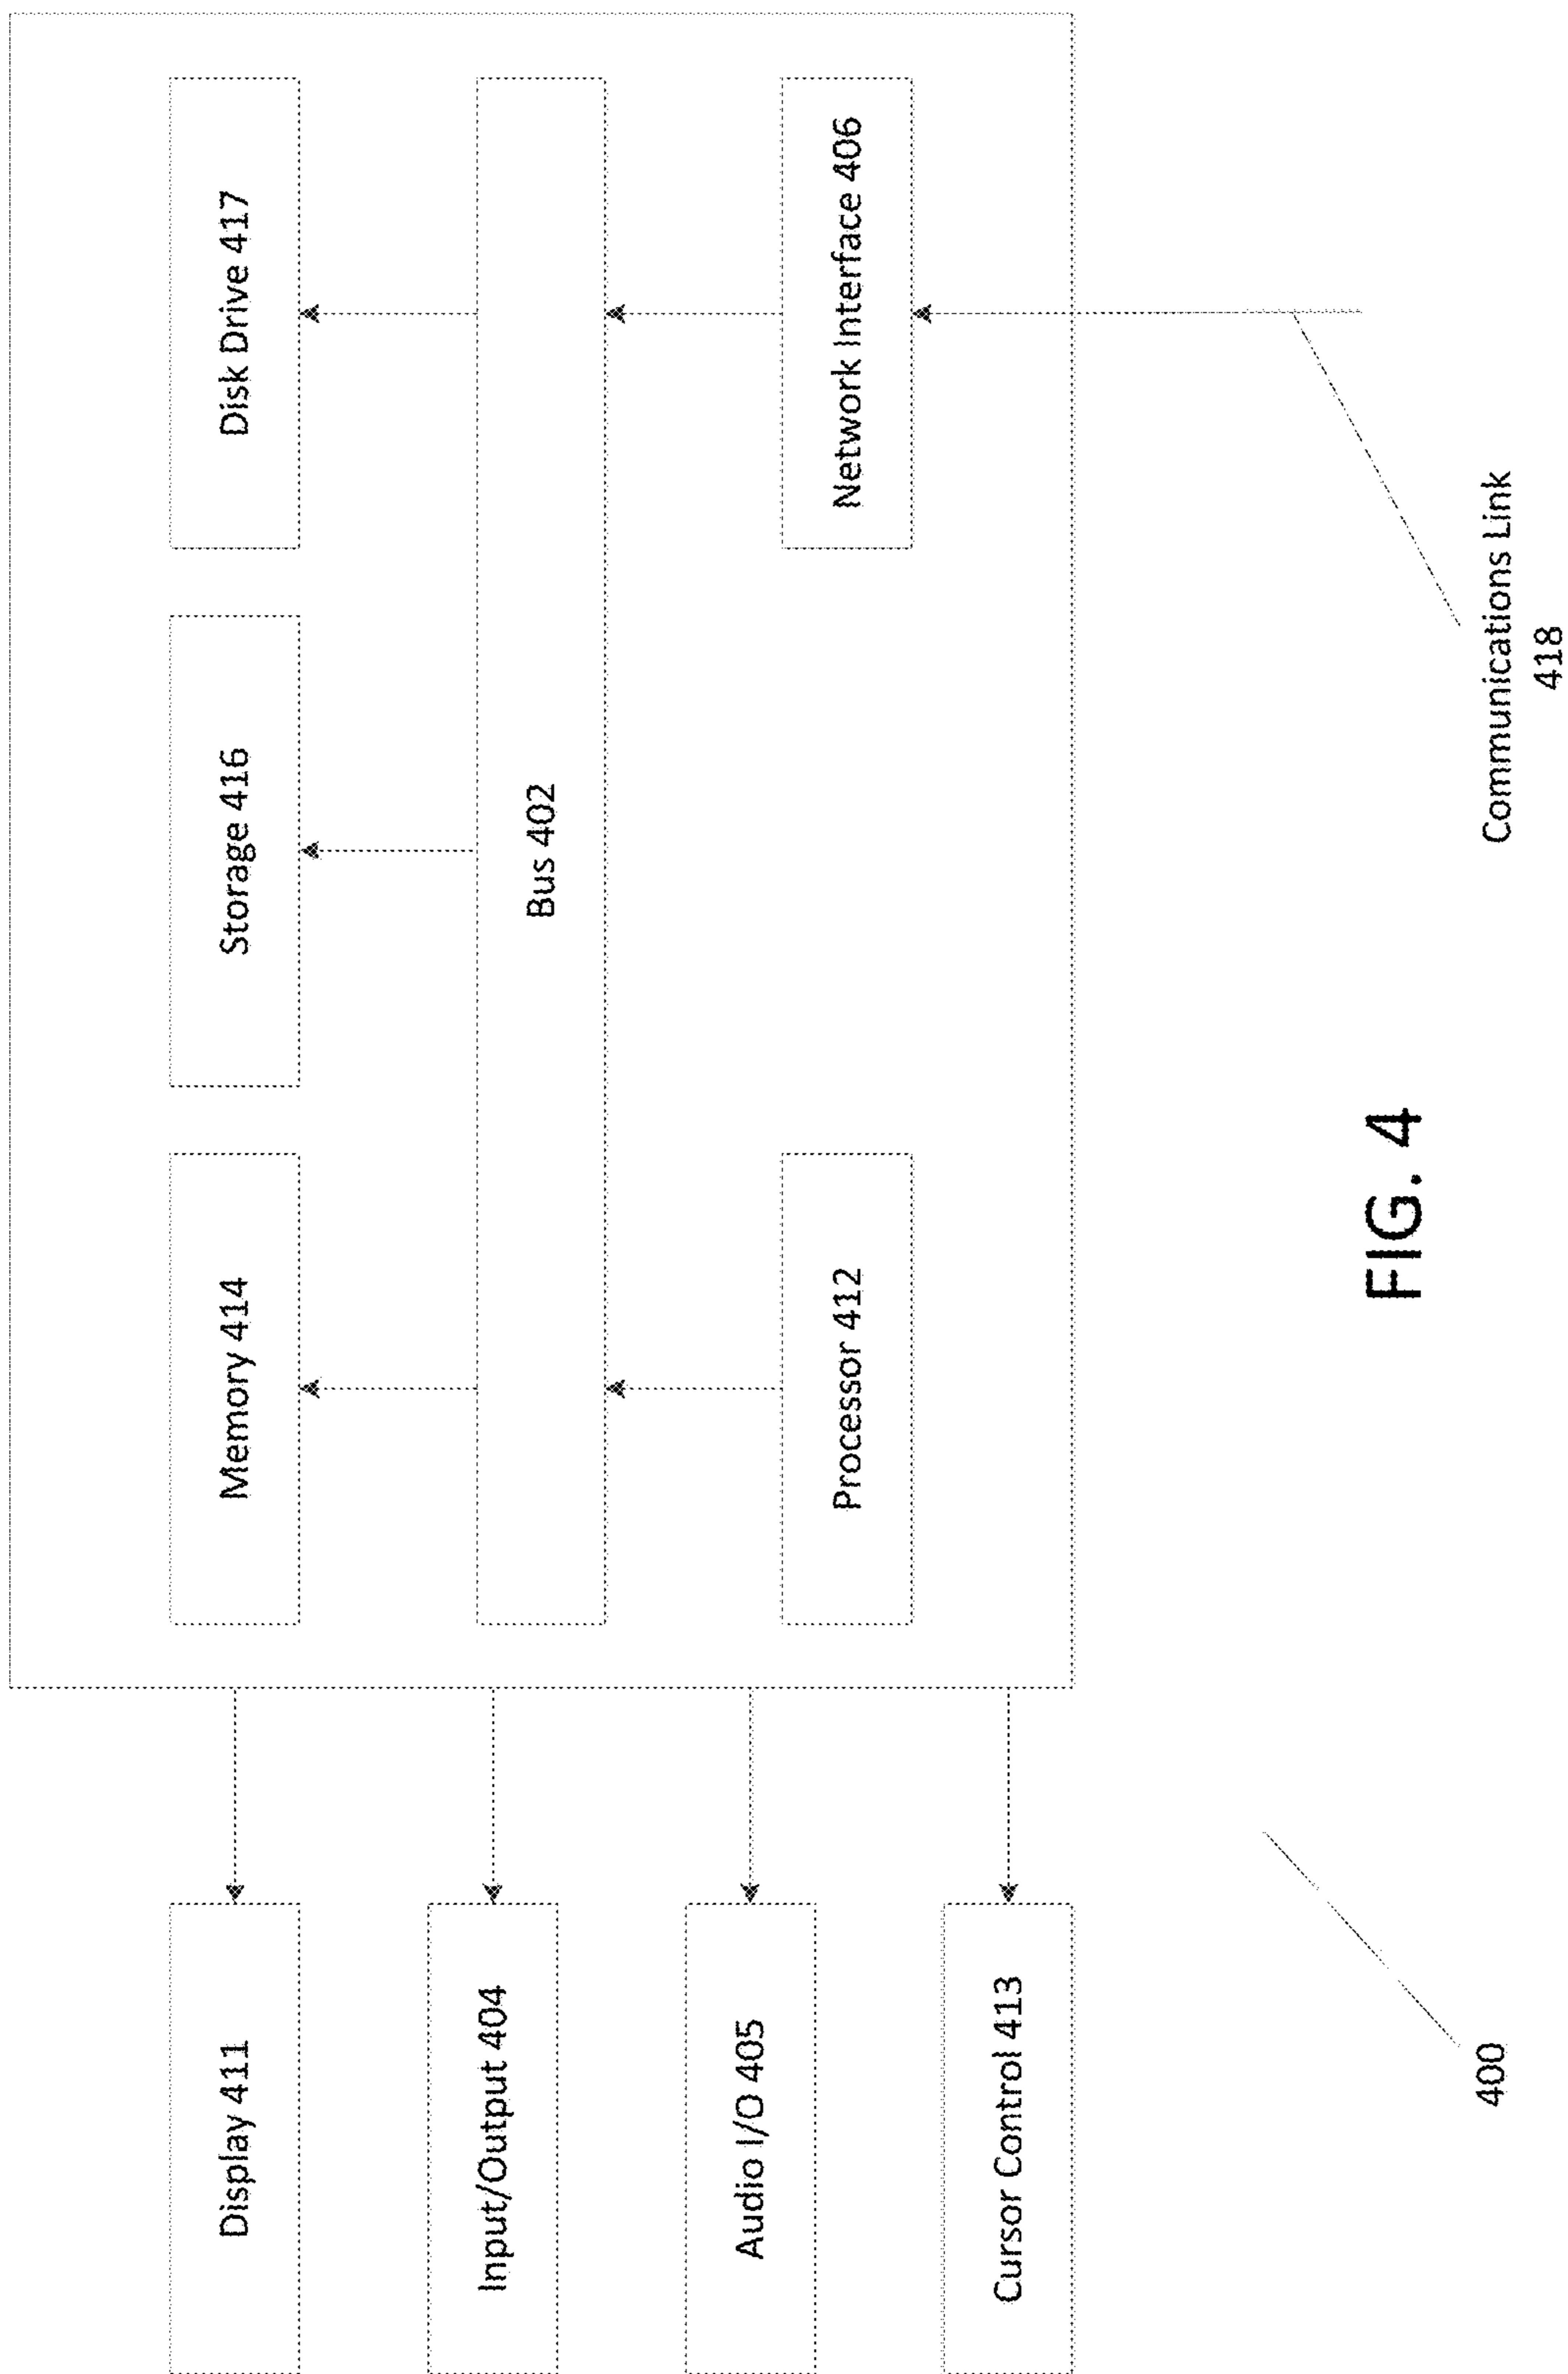 Display 411
Memory 414
Storage 416
Disk Drive 417
Input/Output 404
Bus 402
Audio I/O 405
Processor 412
Network Interface 406
Cursor Control 413
400
FIG. 4
Communications Link
418